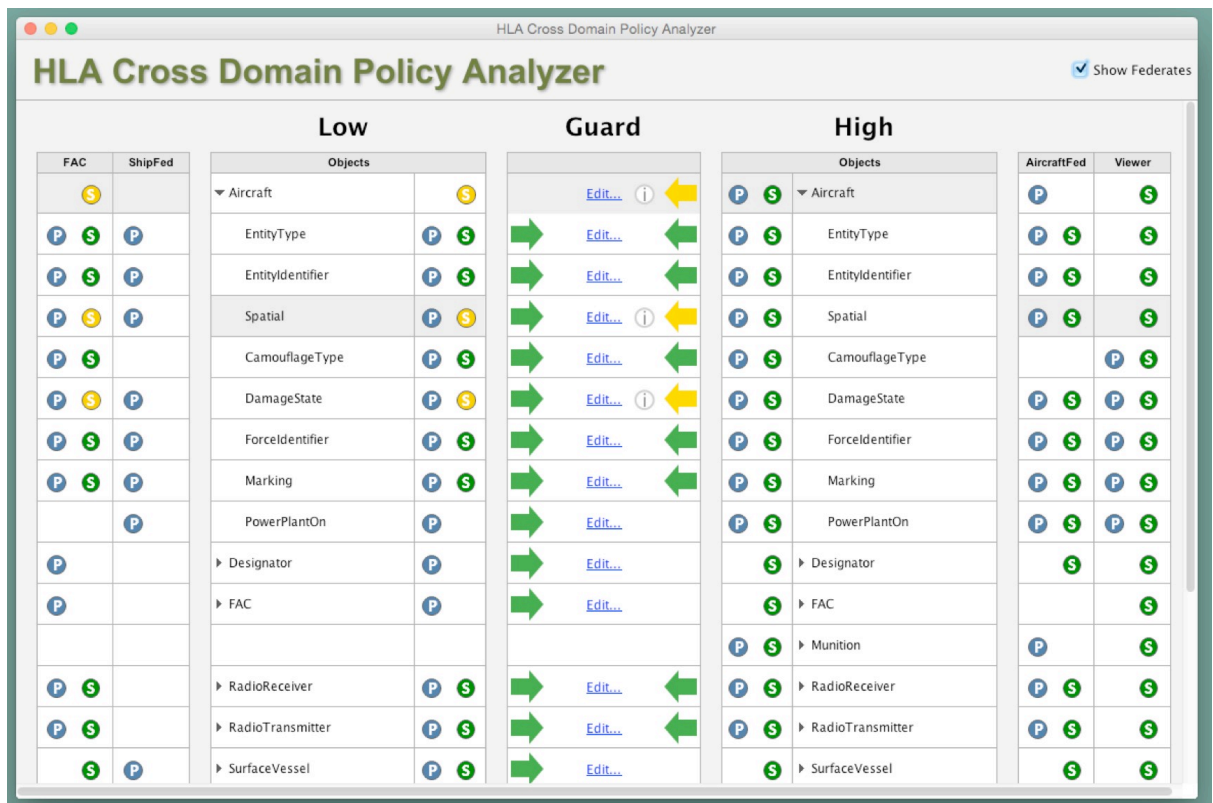 HLA Cross Domain Policy Analyzer
HLA Cross Domain Policy Analyzer
Show Federates
Low Guard High
FAC ShipFed Objects Objects AircraftFed Viewer
S Aircraft S Edit... i P S Aircraft P S
P S P EntityType P S Edit... P S EntityType P S S
P S P EntityIdentifier P S Edit... P S EntityIdentifier P S S
P S P Spatial P S Edit... i P S Spatial P S S
P S CamouflageType P S Edit... P S CamouflageType P S
P S P DamageState P S Edit... i P S DamageState P S P S
P S P ForceIdentifier P S Edit... P S ForceIdentifier P S P S
P S P Marking P S Edit... P S Marking P S P S
P PowerPlantOn P Edit... P S PowerPlantOn P S P S
P Designator P Edit... S Designator S S
P FAC P Edit... S FAC S
P S Munition P S
P S RadioReceiver P S Edit... P S RadioReceiver P S S
P S RadioTransmitter P S Edit... P S RadioTransmitter P S S
S P SurfaceVessel P S Edit... S SurfaceVessel S S